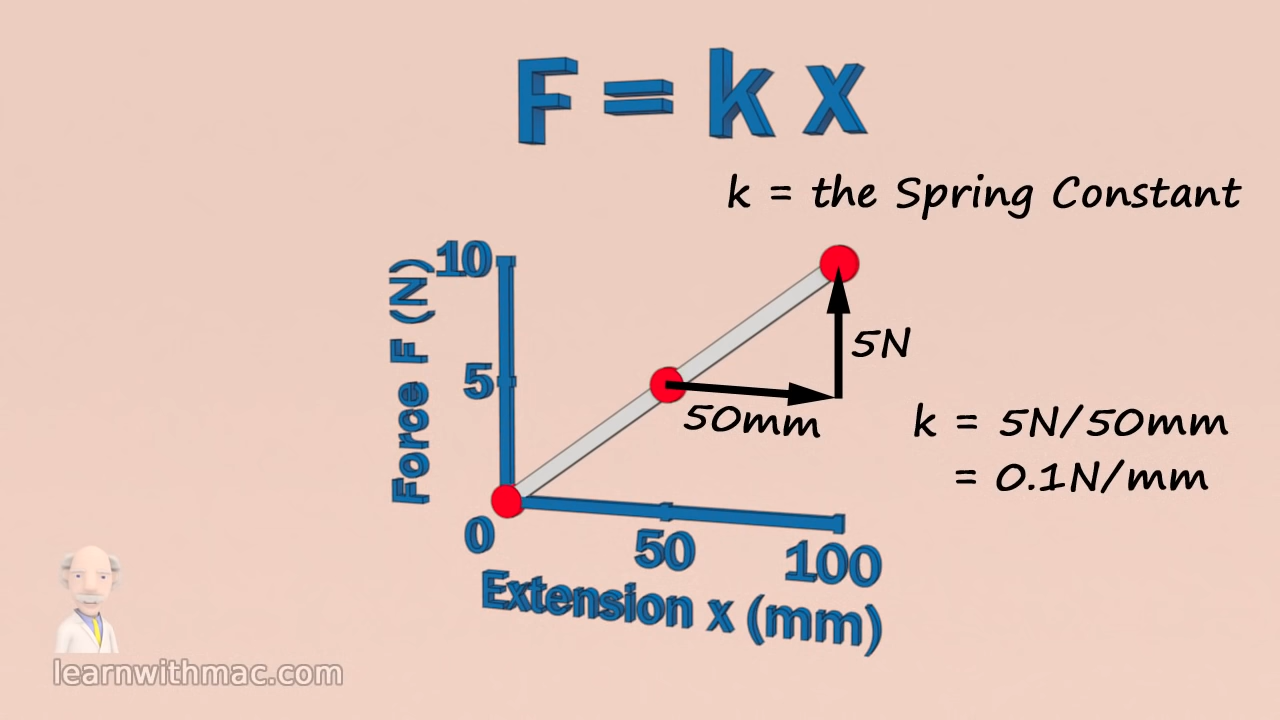 F = k x
k = the Spring Constant
10
5
0
Force F (N)
5N
50mm
k = 5N/50mm
= 0.1N/mm
50
100
Extension x (mm)
learnwithmac.com